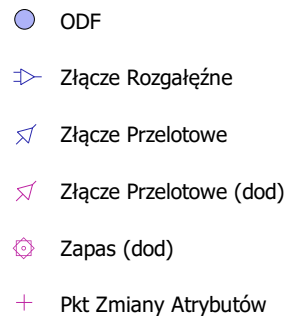 ODF
Złącze Rozgałęźne
Złącze Przelotowe
Złącze Przelotowe (dod)
Zapas (dod)
Pkt Zmiany Atrybutów